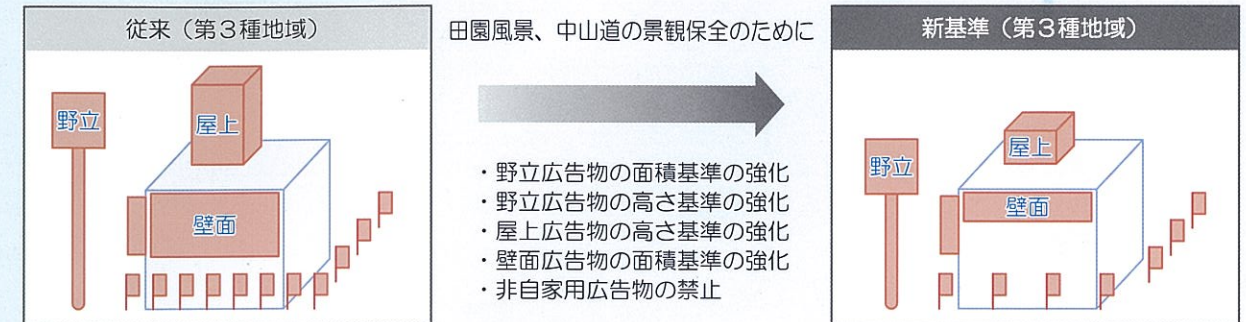 従来（第３種地域）
野立
屋上
壁面
田園風景、中山道の景観保全のために
・野立広告物の面積基準の強化
・野立広告物の高さ基準の強化
・屋上広告物の高さ基準の強化
・壁面広告物の面積基準の強化
・非自家用広告物の禁止
新基準（第３種地域）
野立
屋上
壁面